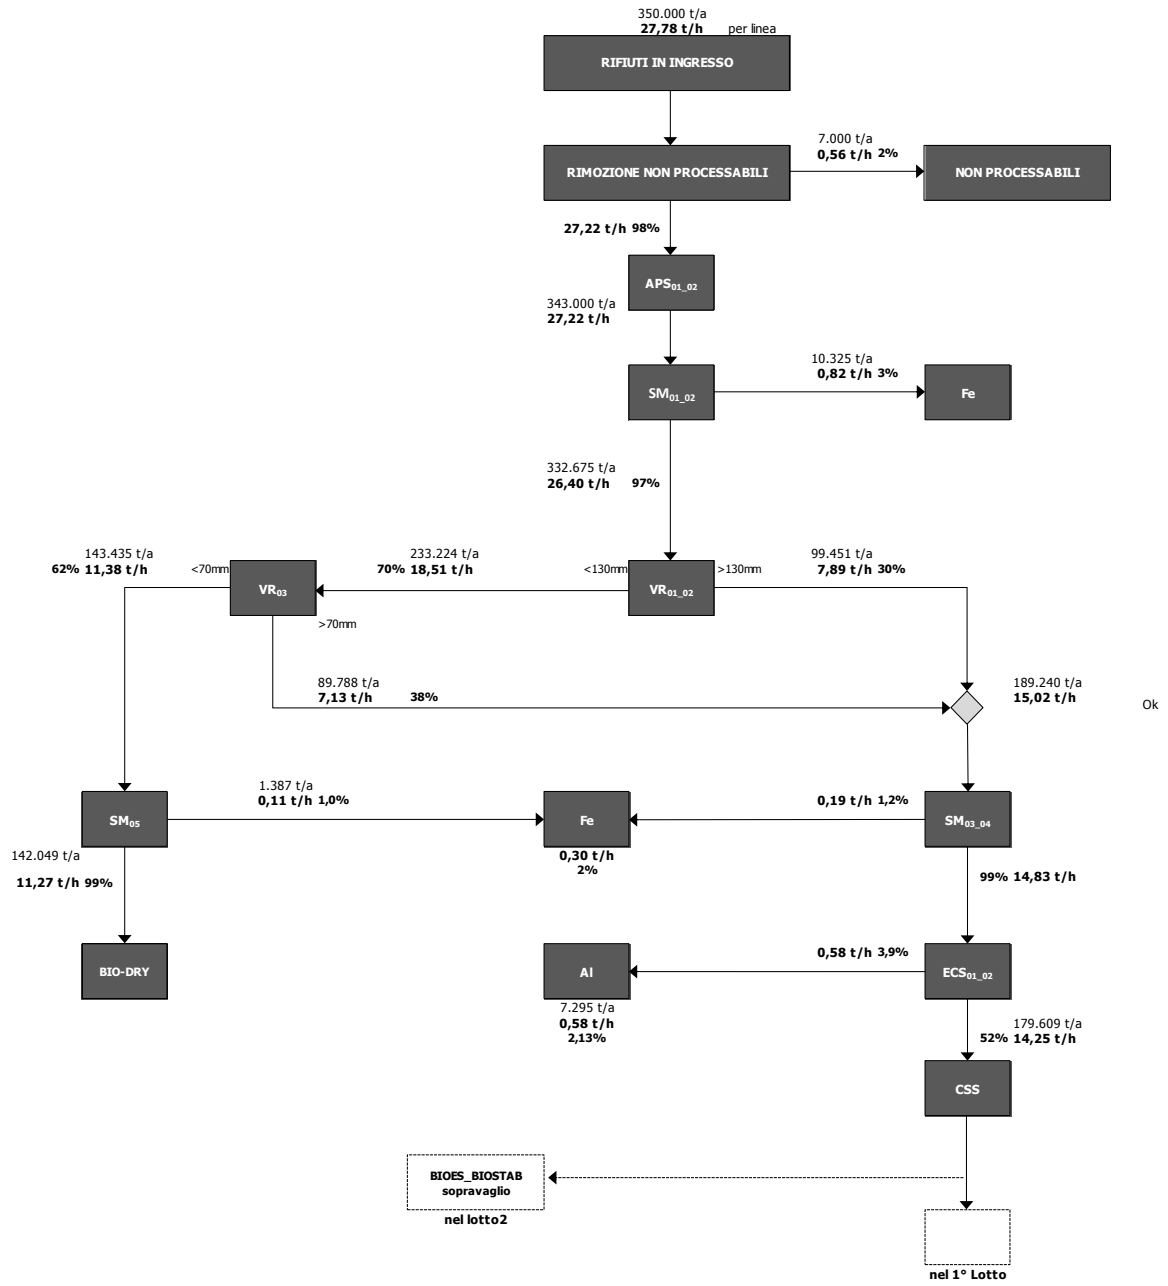 350.000 t/a
27,78 t/h per linea
RIFIUTI IN INGRESSO
7.000 t/a
0,56 t/h 2%
RIMOZIONE NON PROCESSABILI
NON PROCESSABILI
27,22 t/h 98%
APS01_02
343.000 t/a
27,22 t/h
10.325 t/a
0,82 t/h 3%
SM01_02
Fe
332.675 t/a
26,40 t/h 97%
143.435 t/a
62% 11,38 t/h
<70mm
VR03
>70mm
233.224 t/a
70% 18,51 t/h
<130mm
VR01_02
>130mm
99.451 t/a
7,89 t/h 30%
89.788 t/a
7,13 t/h 38%
189.240 t/a
15,02 t/h
Ok
1.387 t/a
0,11 t/h 1,0%
0,19 t/h 1,2%
SM05
Fe
SM03_04
0,30 t/h
2%
142.049 t/a
11,27 t/h 99%
99% 14,83 t/h
BIO-DRY
Al
0,58 t/h 3,9%
ECS01_02
7.295 t/a
0,58 t/h
2,13%
179.609 t/a
52% 14,25 t/h
CSS
BIOES_BIOSTAB
sopravaglio
nel lotto2
nel 1° Lotto